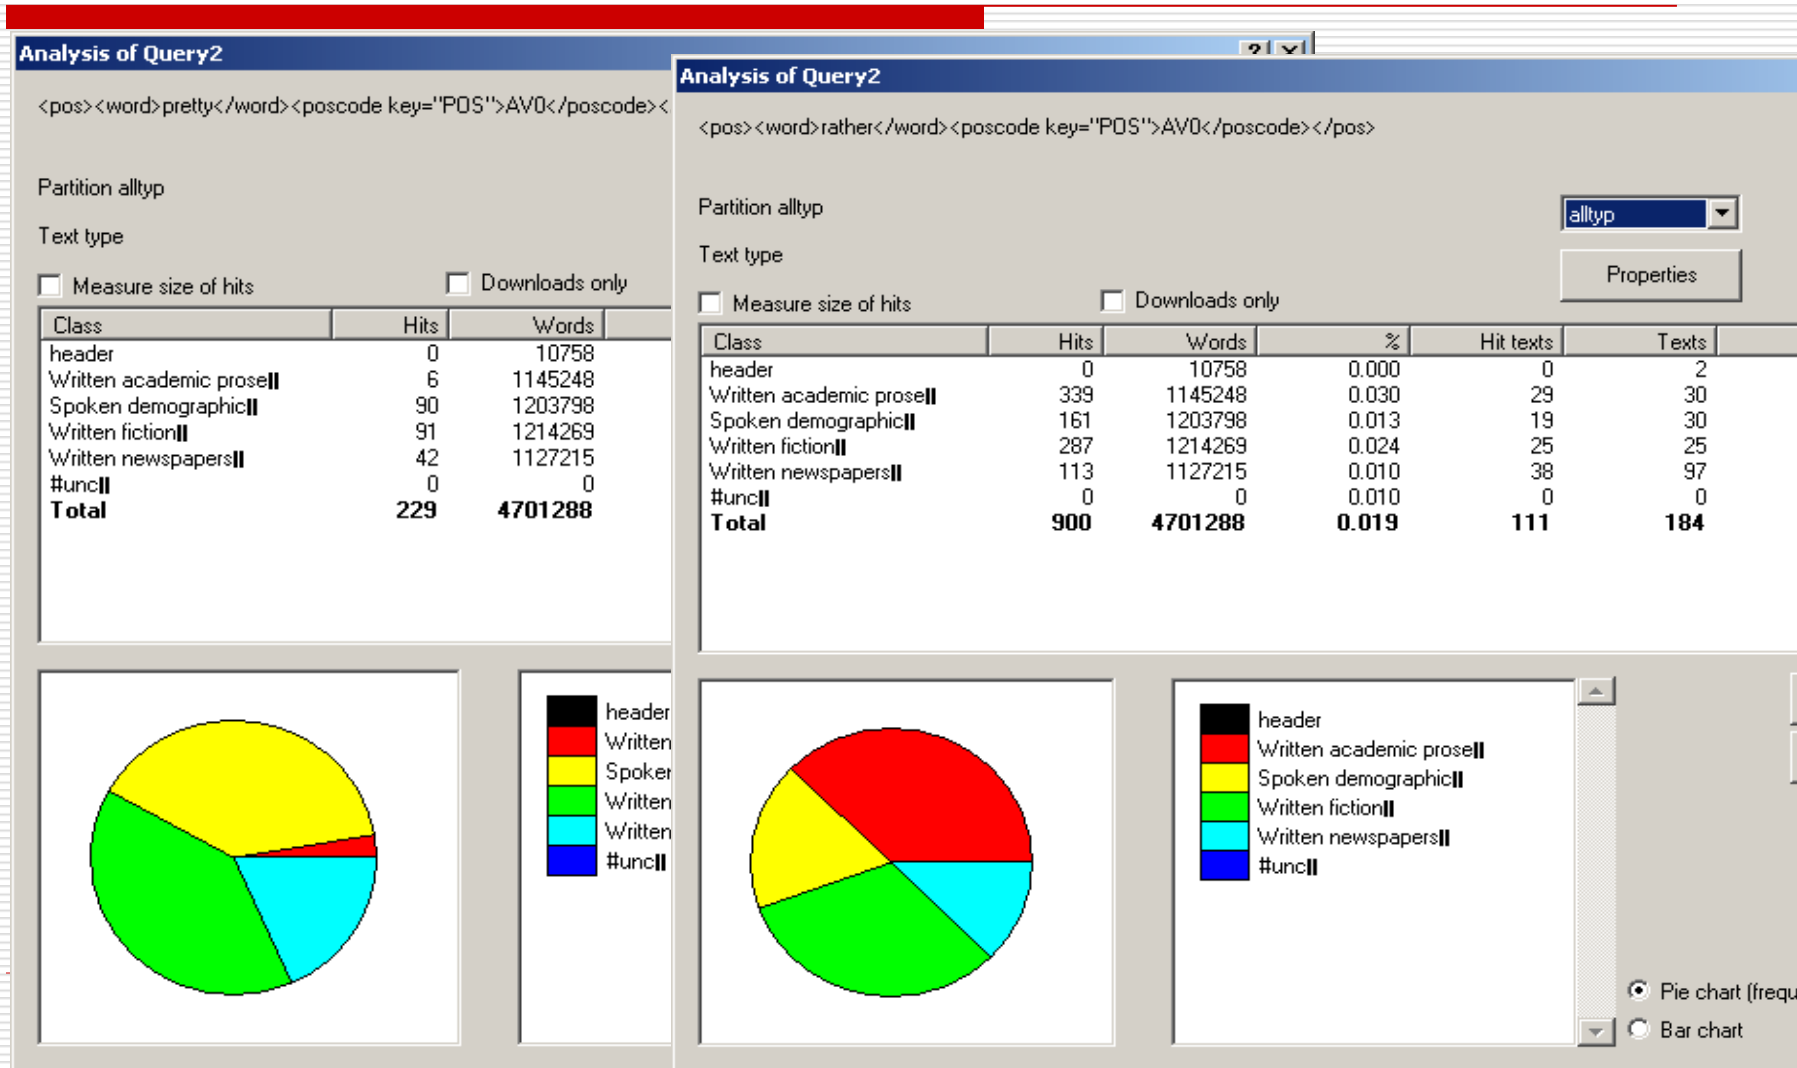 Analysis of Query2
<pos><word>pretty</word><poscode key="POS">AV0</poscode><
Partition alltyp
Text type
Measure size of hits Downloads only
Class Hits Words
header 0 10758
Written academic prose|| 6 1145248
Spoken demographic|| 90 1203798
Written fiction|| 91 1214269
Written newspapers|| 42 1127215
#unc|| 0 0
Total 229 4701288
header
Written
Spoken
Written
Written
#unc||
Analysis of Query2
<pos><word>rather</word><poscode key="POS">AV0</poscode></pos>
Partition alltyp
alltyp
Text type
Properties
Measure size of hits Downloads only
Class Hits Words % Hit texts Texts
header 0 10758 0.000 0 2
Written academic prose|| 339 1145248 0.030 29 30
Spoken demographic|| 161 1203798 0.013 19 30
Written fiction|| 287 1214269 0.024 25 25
Written newspapers|| 113 1127215 0.010 38 97
#unc|| 0 0 0.010 0 0
Total 900 4701288 0.019 111 184
header
Written academic prose||
Spoken demographic||
Written fiction||
Written newspapers||
#unc||
Pie chart (frequ
Bar chart